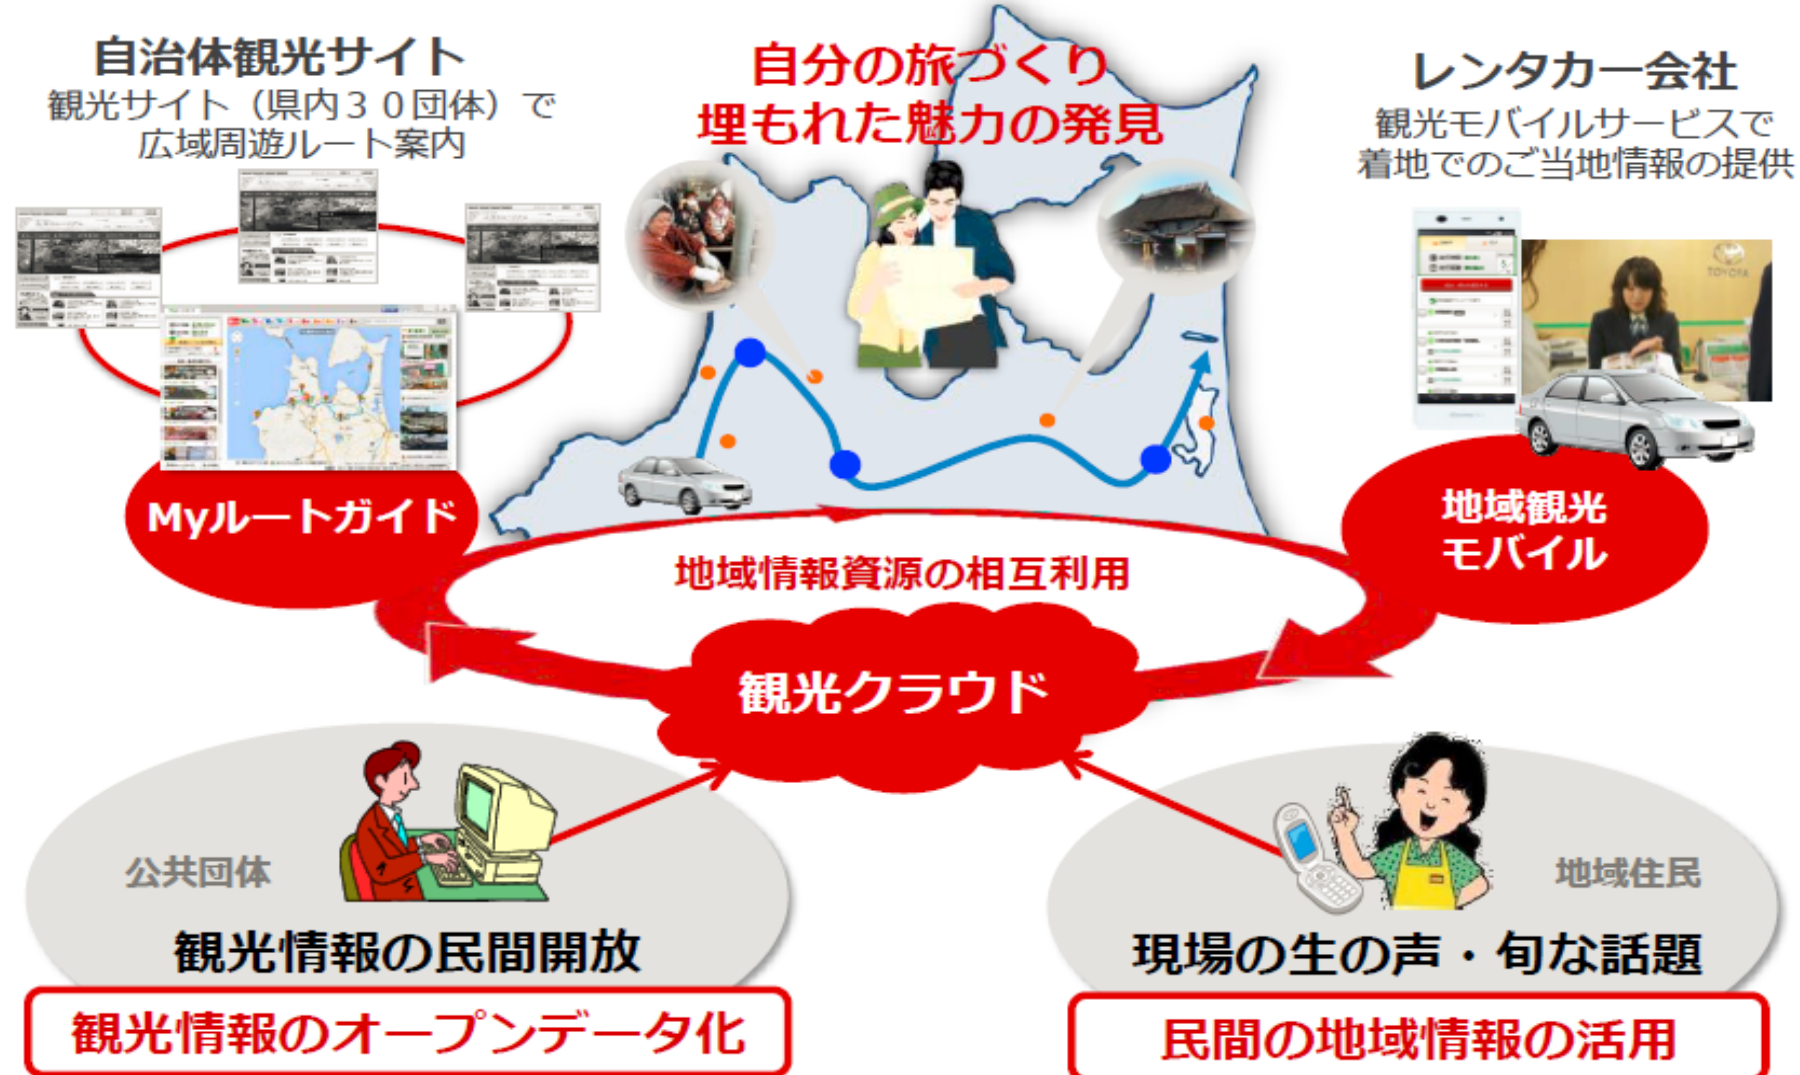 自治体観光サイト
観光サイト（県内３０団体）で
広域周遊ルート案内
自分の旅づくり
埋もれた魅力の発見
レンタカー会社
観光モバイルサービスで
着地でのご当地情報の提供
TOYOTA
Myルートガイド
地域観光
モバイル
地域情報資源の相互利用
観光クラウド
公共団体
観光情報の民間開放
観光情報のオープンデータ化
地域住民
現場の生の声・旬な話題
民間の地域情報の活用